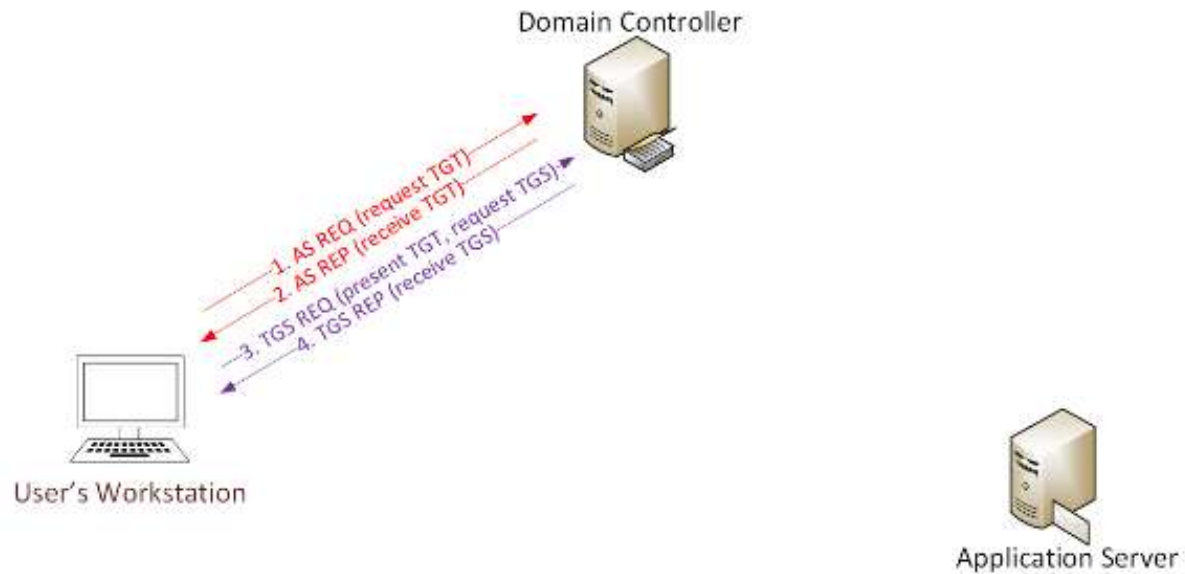 Domain Controller
1. AS REQ (request TGT)
2. AS REP (receive TGT)
3. TGS REQ (present TGT, request TGS)
4. TGS REP (receive TGS)
User's Workstation
Application Server